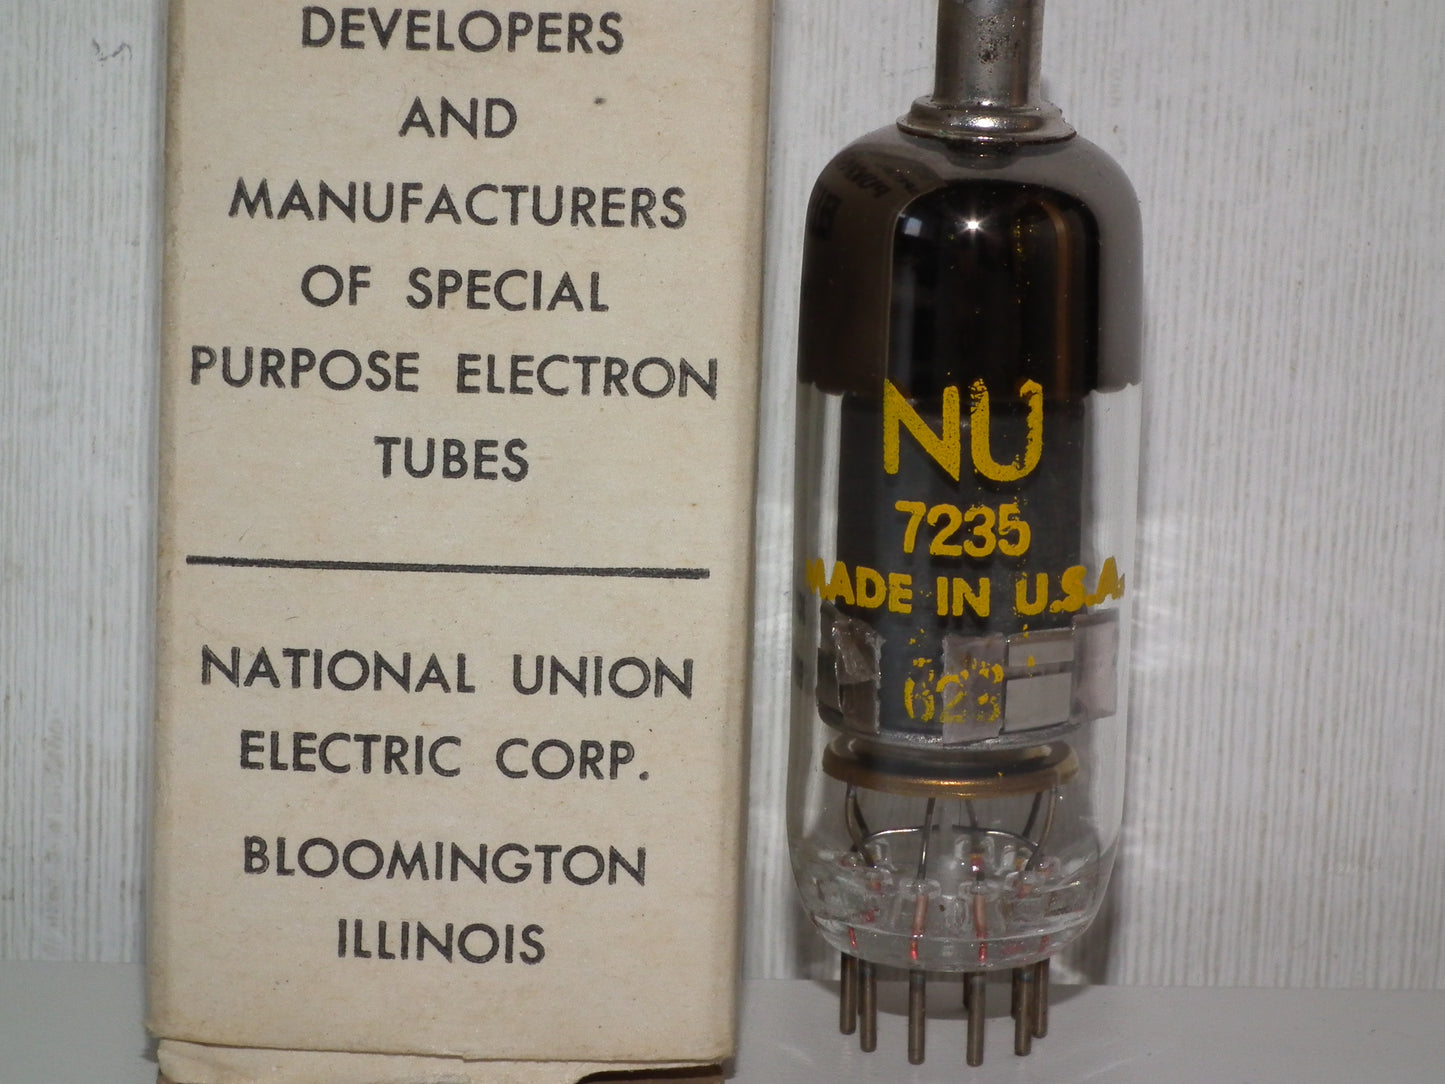 DEVELOPERS
AND
MANUFACTURERS
OF SPECIAL
PURPOSE ELECTRON
TUBES
NATIONAL UNION
ELECTRIC CORP.
BLOOMINGTON
ILLINOIS
NU
7235
MADE IN U.S.A.